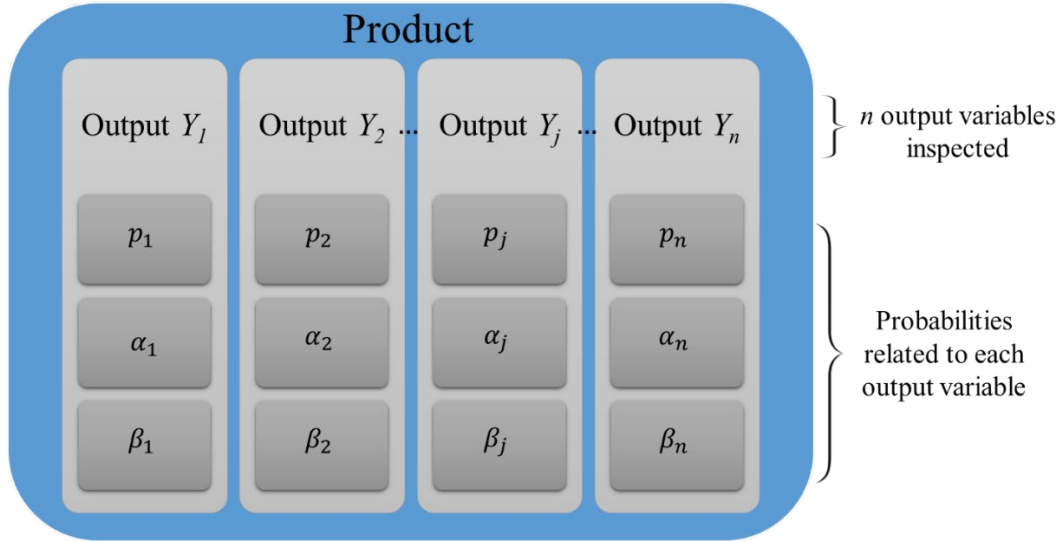 Product
Output Y1 Output Y2 ... Output Yj ... Output Yn
n output variables
inspected
p1 p2 pj pn
α1 α2 αj αn
β1 β2 βj βn
Probabilities
related to each
output variable